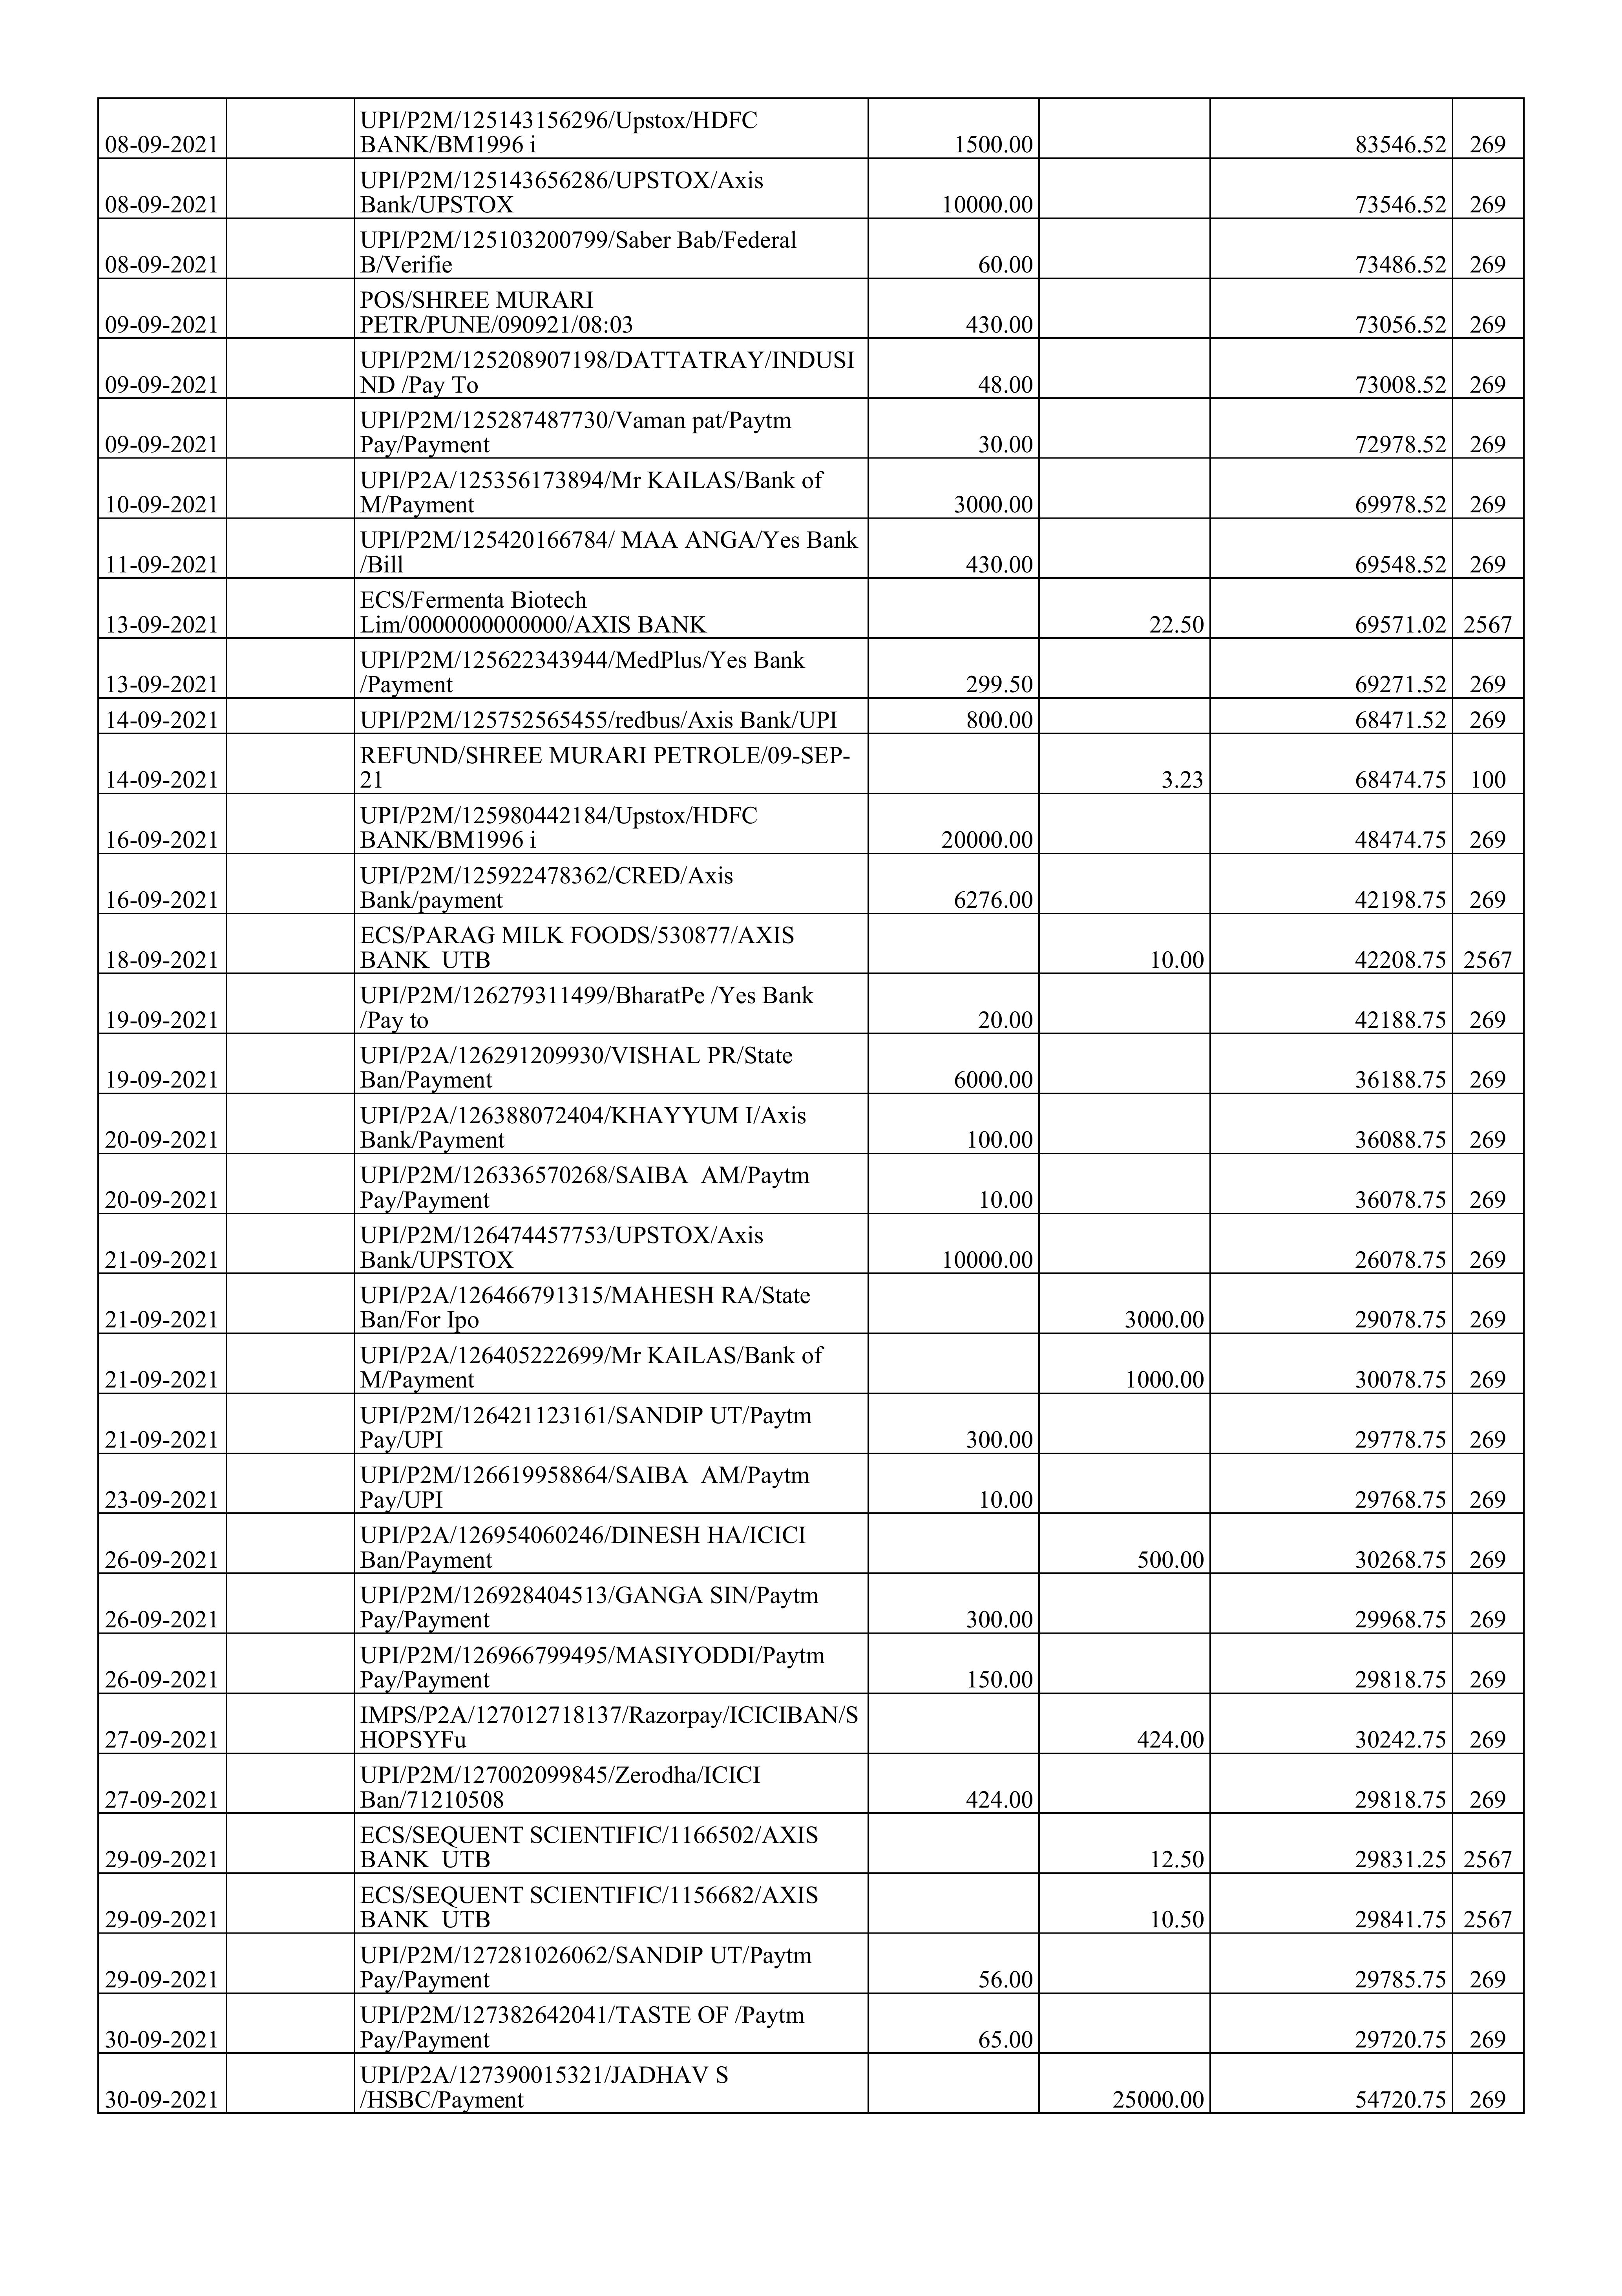 UPI/P2M/125143156296/Upstox/HDFC
08-09-2021 BANK/BM1996 i 1500.00 83546.52 269
UPI/P2M/125143656286/UPSTOX/Axis
08-09-2021 Bank/UPSTOX 10000.00 73546.52 269
UPI/P2M/125103200799/Saber Bab/Federal
08-09-2021 B/Verifie 60.00 73486.52 269
POS/SHREE MURARI
09-09-2021 PETR/PUNE/090921/08:03 430.00 73056.52 269
UPI/P2M/125208907198/DATTATRAY/INDUSI
09-09-2021 ND /Pay To 48.00 73008.52 269
UPI/P2M/125287487730/Vaman pat/Paytm
09-09-2021 Pay/Payment 30.00 72978.52 269
UPI/P2A/125356173894/Mr KAILAS/Bank of
10-09-2021 M/Payment 3000.00 69978.52 269
UPI/P2M/125420166784/ MAA ANGA/Yes Bank
11-09-2021 /Bill 430.00 69548.52 269
ECS/Fermenta Biotech
13-09-2021 Lim/0000000000000/AXIS BANK 22.50 69571.02 2567
UPI/P2M/125622343944/MedPlus/Yes Bank
13-09-2021 /Payment 299.50 69271.52 269
14-09-2021 UPI/P2M/125752565455/redbus/Axis Bank/UPI 800.00 68471.52 269
REFUND/SHREE MURARI PETROLE/09-SEP-
14-09-2021 21 3.23 68474.75 100
UPI/P2M/125980442184/Upstox/HDFC
16-09-2021 BANK/BM1996 i 20000.00 48474.75 269
UPI/P2M/125922478362/CRED/Axis
16-09-2021 Bank/payment 6276.00 42198.75 269
ECS/PARAG MILK FOODS/530877/AXIS
18-09-2021 BANK  UTB 10.00 42208.75 2567
UPI/P2M/126279311499/BharatPe /Yes Bank
19-09-2021 /Pay to 20.00 42188.75 269
UPI/P2A/126291209930/VISHAL PR/State
19-09-2021 Ban/Payment 6000.00 36188.75 269
UPI/P2A/126388072404/KHAYYUM I/Axis
20-09-2021 Bank/Payment 100.00 36088.75 269
UPI/P2M/126336570268/SAIBA  AM/Paytm
20-09-2021 Pay/Payment 10.00 36078.75 269
UPI/P2M/126474457753/UPSTOX/Axis
21-09-2021 Bank/UPSTOX 10000.00 26078.75 269
UPI/P2A/126466791315/MAHESH RA/State
21-09-2021 Ban/For Ipo 3000.00 29078.75 269
UPI/P2A/126405222699/Mr KAILAS/Bank of
21-09-2021 M/Payment 1000.00 30078.75 269
UPI/P2M/126421123161/SANDIP UT/Paytm
21-09-2021 Pay/UPI 300.00 29778.75 269
UPI/P2M/126619958864/SAIBA  AM/Paytm
23-09-2021 Pay/UPI 10.00 29768.75 269
UPI/P2A/126954060246/DINESH HA/ICICI
26-09-2021 Ban/Payment 500.00 30268.75 269
UPI/P2M/126928404513/GANGA SIN/Paytm
26-09-2021 Pay/Payment 300.00 29968.75 269
UPI/P2M/126966799495/MASIYODDI/Paytm
26-09-2021 Pay/Payment 150.00 29818.75 269
IMPS/P2A/127012718137/Razorpay/ICICIBAN/S
27-09-2021 HOPSYFu 424.00 30242.75 269
UPI/P2M/127002099845/Zerodha/ICICI
27-09-2021 Ban/71210508 424.00 29818.75 269
ECS/SEQUENT SCIENTIFIC/1166502/AXIS
29-09-2021 BANK  UTB 12.50 29831.25 2567
ECS/SEQUENT SCIENTIFIC/1156682/AXIS
29-09-2021 BANK  UTB 10.50 29841.75 2567
UPI/P2M/127281026062/SANDIP UT/Paytm
29-09-2021 Pay/Payment 56.00 29785.75 269
UPI/P2M/127382642041/TASTE OF /Paytm
30-09-2021 Pay/Payment 65.00 29720.75 269
UPI/P2A/127390015321/JADHAV S
30-09-2021 /HSBC/Payment 25000.00 54720.75 269